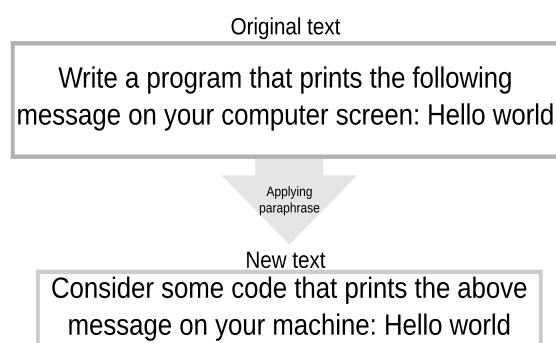 Original text
Write a program that prints the following
message on your computer screen: Hello world
Applying
paraphrase
New text
Consider some code that prints the above
message on your machine: Hello world